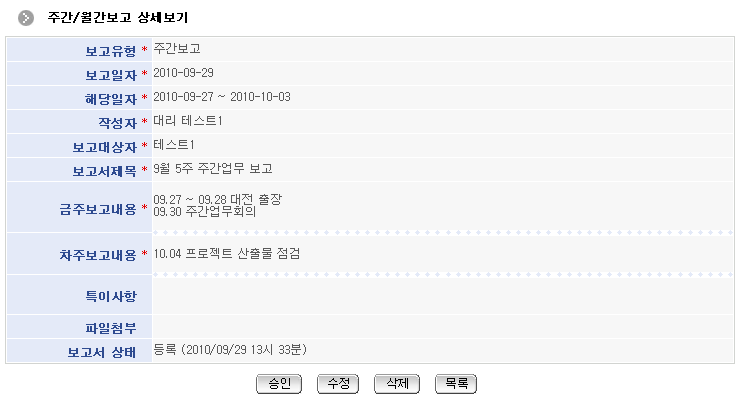 주간/월간보고 상세보기
보고유형 * 주간보고
보고일자 * 2010-09-29
해당일자 * 2010-09-27 ~ 2010-10-03
작성자 * 대리 테스트1
보고대상자 * 테스트1
보고서제목 * 9월 5주 주간업무 보고
금주보고내용 * 09.27 ~ 09.28 대전 출장
09.30 주간업무회의
차주보고내용 * 10.04 프로젝트 산출물 점검
특이사항
파일첨부
보고서 상태 등록 (2010/09/29 13시 33분)
승인 수정 삭제 목록